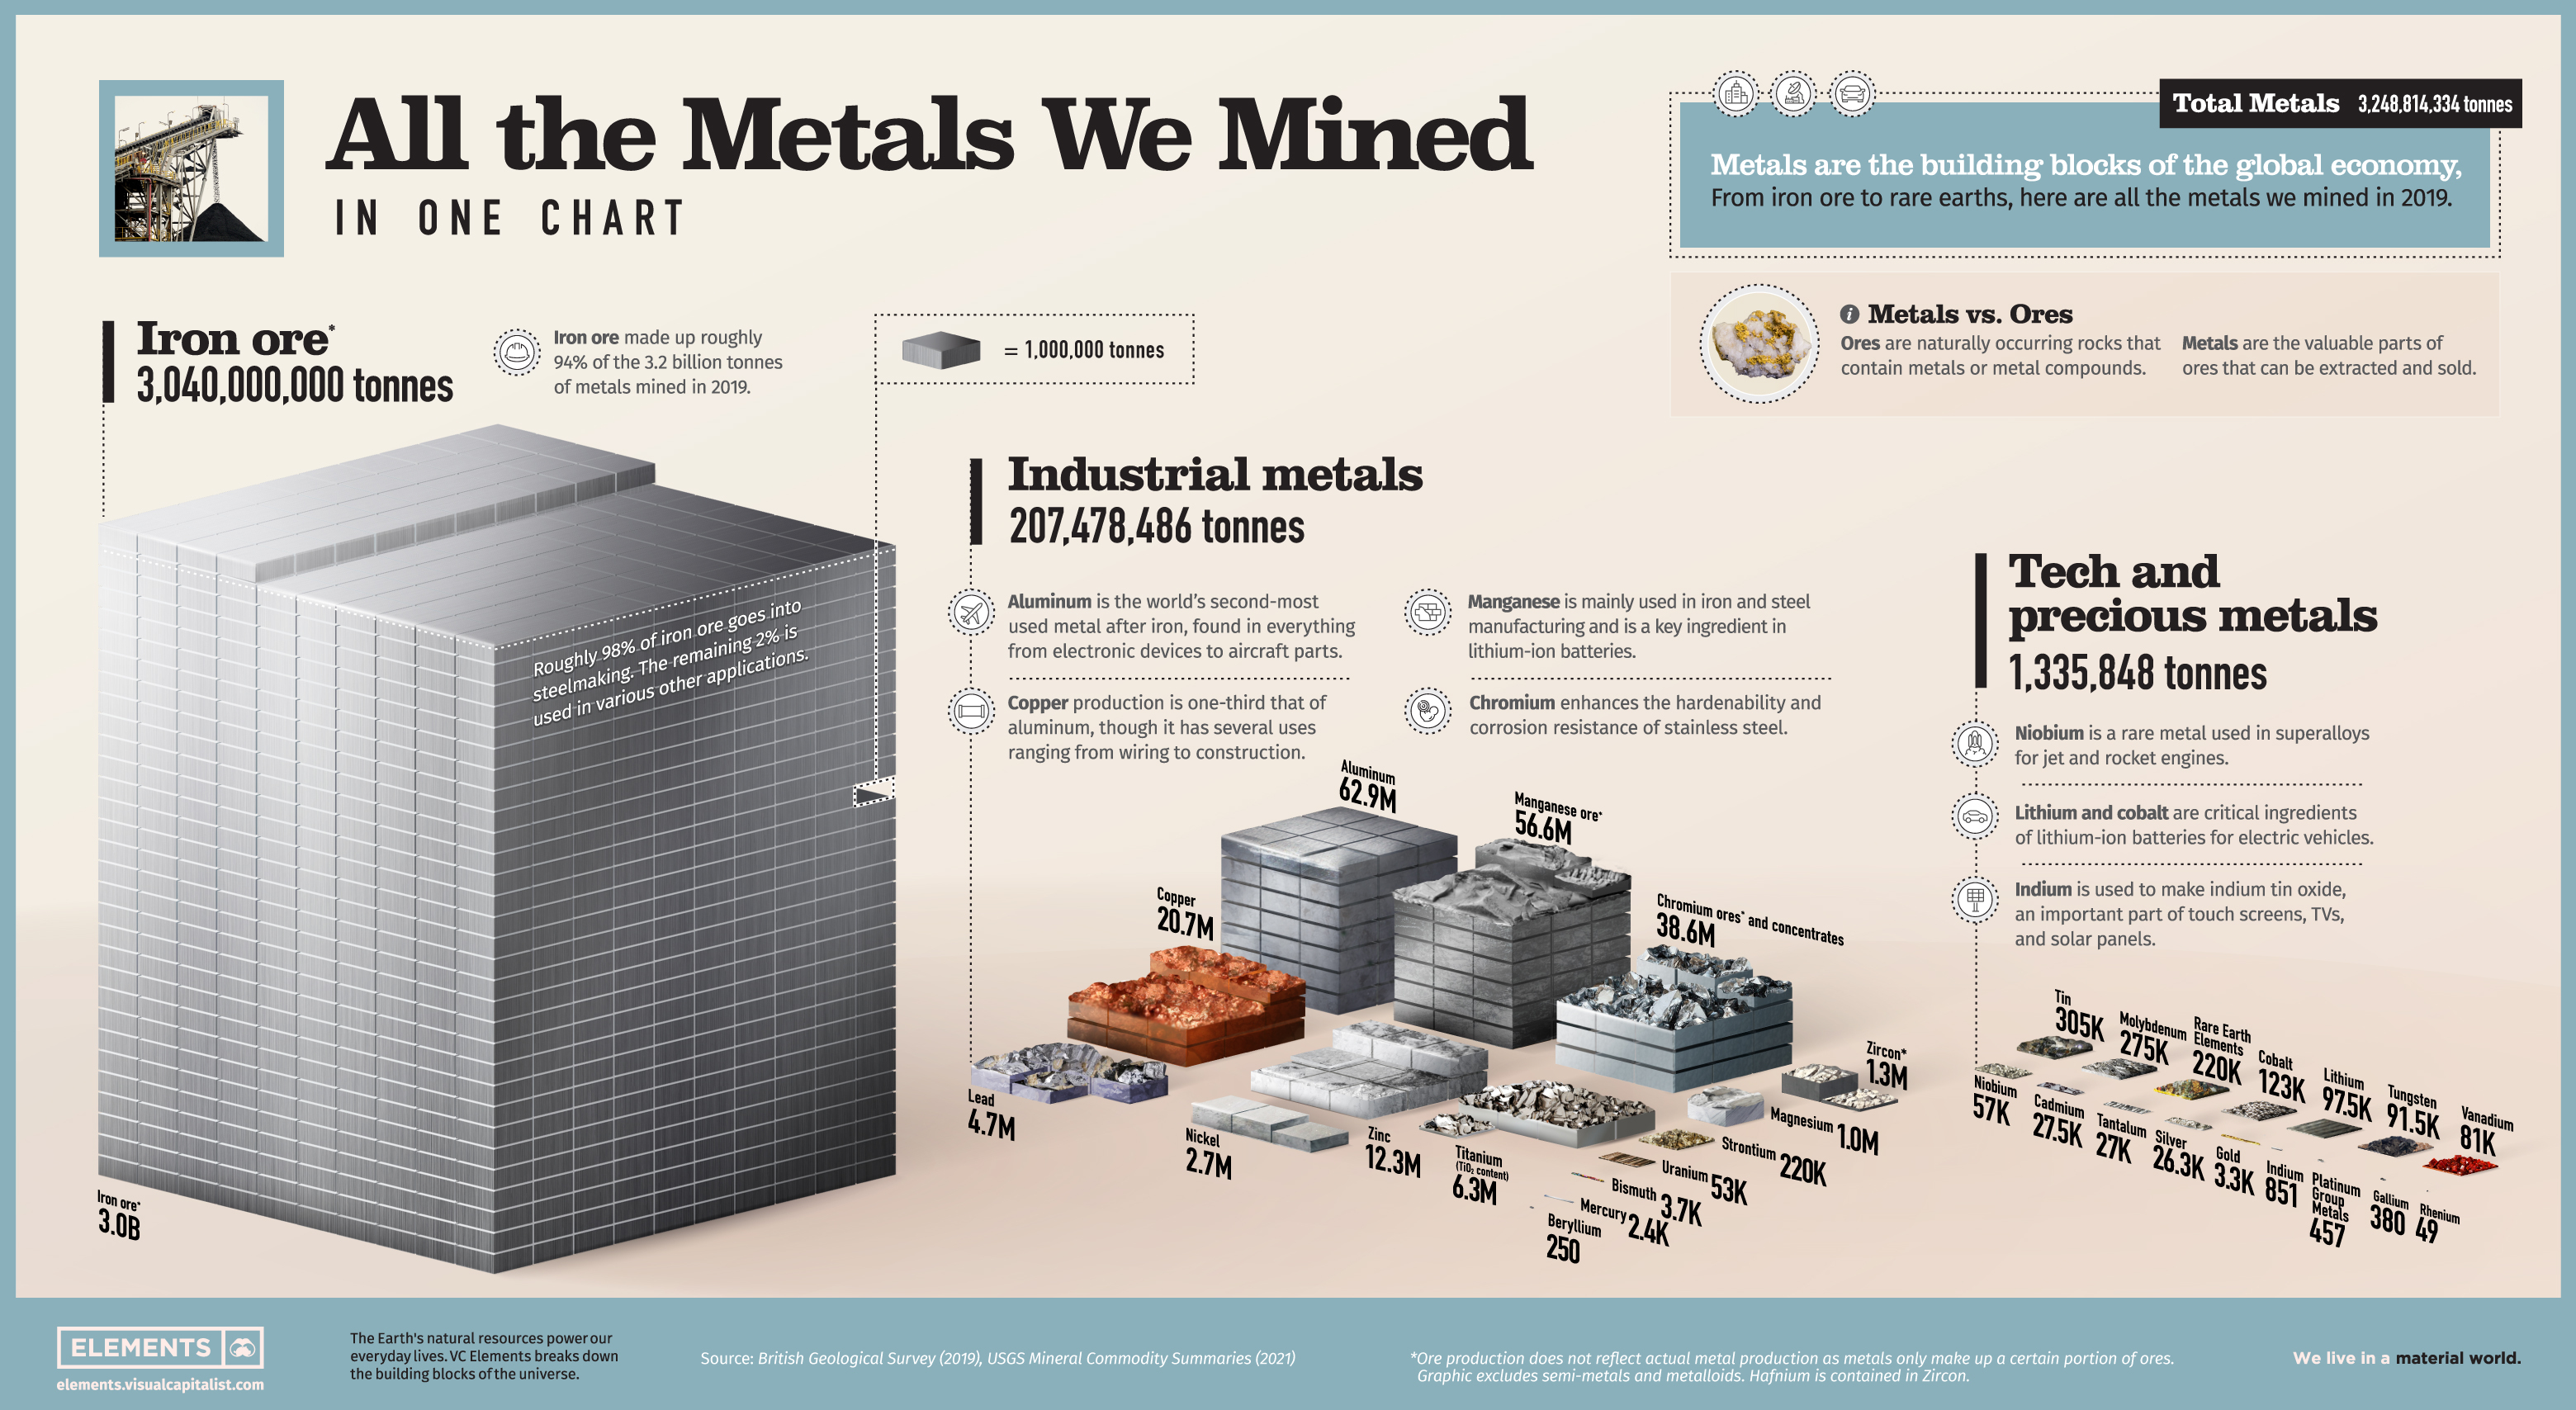 All the Metals We Mined
IN ONE CHART
Total Metals 3,248,814,334 tonnes
Metals are the building blocks of the global economy,
From iron ore to rare earths, here are all the metals we mined in 2019.
i Metals vs. Ores
Ores are naturally occurring rocks that
contain metals or metal compounds.
Metals are the valuable parts of
ores that can be extracted and sold.
Iron ore*
3,040,000,000 tonnes
Iron ore made up roughly
94% of the 3.2 billion tonnes
of metals mined in 2019.
= 1,000,000 tonnes
Roughly 98% of iron ore goes into
steelmaking. The remaining 2% is
used in various other applications.
Iron ore*
3.0B
Industrial metals
207,478,486 tonnes
Aluminum is the world's second-most
used metal after iron, found in everything
from electronic devices to aircraft parts.
Copper production is one-third that of
aluminum, though it has several uses
ranging from wiring to construction.
Manganese is mainly used in iron and steel
manufacturing and is a key ingredient in
lithium-ion batteries.
Chromium enhances the hardenability and
corrosion resistance of stainless steel.
Aluminum
62.9M
Manganese ore*
56.6M
Copper
20.7M
Chromium ores* and concentrates
38.6M
Zircon*
1.3M
Lead
4.7M
Nickel
2.7M
Zinc
12.3M
Titanium
(TiO₂ content)
6.3M
Magnesium 1.0M
Strontium 220K
Uranium 53K
Bismuth 3.7K
Mercury 2.4K
Beryllium
250
Tech and
precious metals
1,335,848 tonnes
Niobium is a rare metal used in superalloys
for jet and rocket engines.
Lithium and cobalt are critical ingredients
of lithium-ion batteries for electric vehicles.
Indium is used to make indium tin oxide,
an important part of touch screens, TVs,
and solar panels.
Tin
305K
Molybdenum
275K
Rare Earth
Elements
220K
Cobalt
123K
Lithium
97.5K
Tungsten
91.5K
Vanadium
81K
Niobium
57K
Cadmium
27.5K
Tantalum
27K
Silver
26.3K
Gold
3.3K
Indium
851
Platinum
Group
Metals
457
Gallium
380
Rhenium
49
ELEMENTS
elements.visualcapitalist.com
The Earth's natural resources power our
everyday lives. VC Elements breaks down
the building blocks of the universe.
Source: British Geological Survey (2019), USGS Mineral Commodity Summaries (2021)
*Ore production does not reflect actual metal production as metals only make up a certain portion of ores.
Graphic excludes semi-metals and metalloids. Hafnium is contained in Zircon.
We live in a material world.